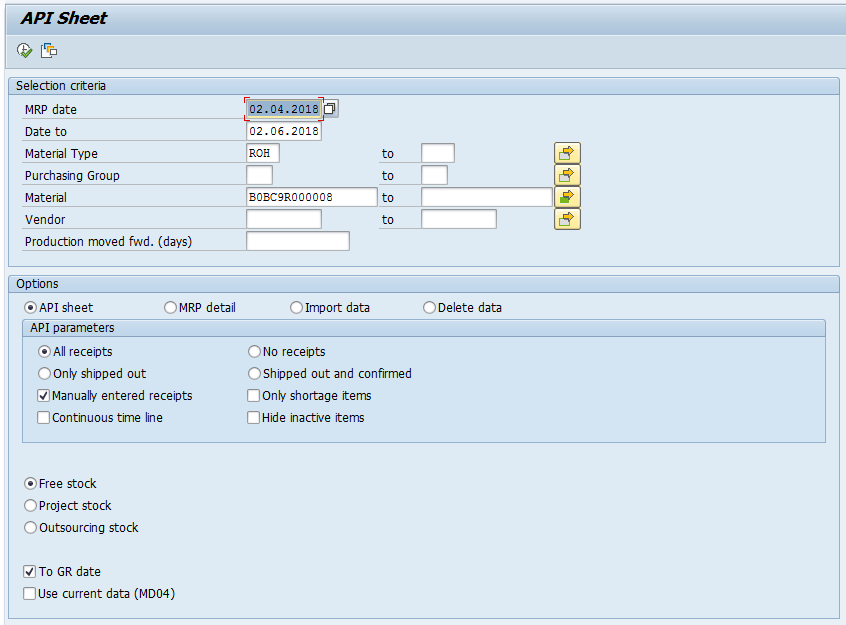 API Sheet
Selection criteria
MRP date 02.04.2018
Date to 02.06.2018
Material Type ROH to
Purchasing Group to
Material B0BC9R000008 to
Vendor to
Production moved fwd. (days)
Options
API sheet MRP detail Import data Delete data
API parameters
All receipts No receipts
Only shipped out Shipped out and confirmed
Manually entered receipts Only shortage items
Continuous time line Hide inactive items
Free stock
Project stock
Outsourcing stock
To GR date
Use current data (MD04)